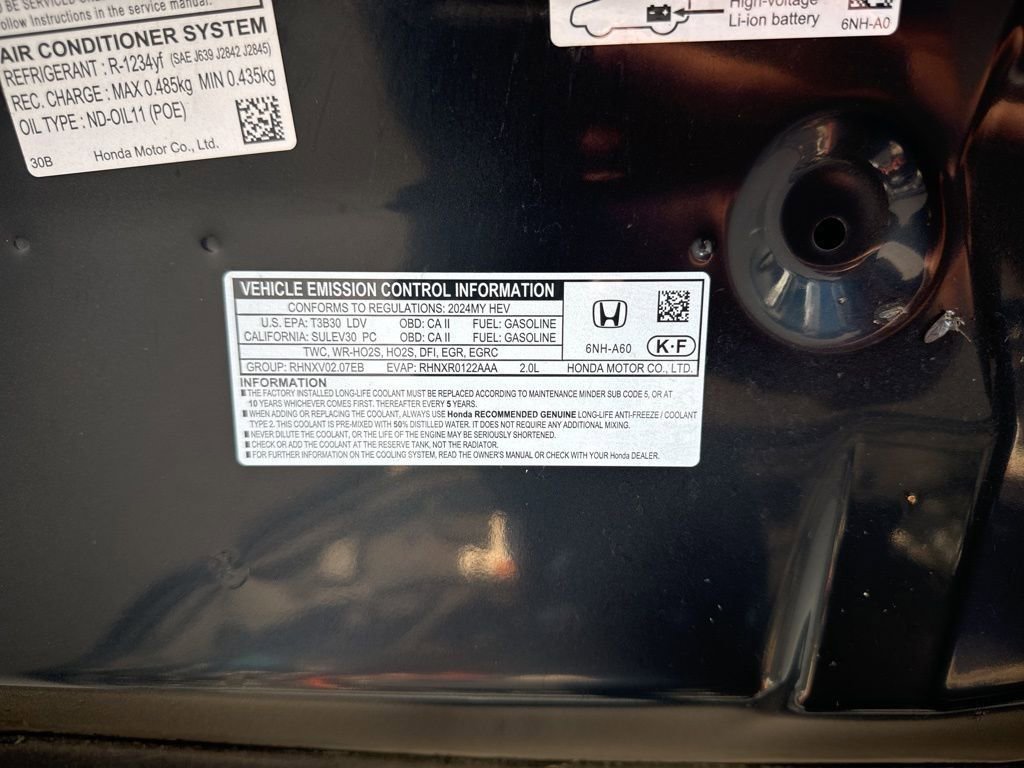 BE SERVICED
Follow Instructions in the service manual.
AIR CONDITIONER SYSTEM
REFRIGERANT : R-1234yf (SAE J639 J2842 J2845)
REC. CHARGE : MAX 0.485kg MIN 0.435kg
OIL TYPE : ND-OIL11 (POE)
30B Honda Motor Co., Ltd.
High-voltage
Li-ion battery
6NH-A0
VEHICLE EMISSION CONTROL INFORMATION
CONFORMS TO REGULATIONS: 2024MY HEV
U.S. EPA: T3B30 LDV OBD: CA II FUEL: GASOLINE
CALIFORNIA: SULEV30 PC OBD: CA II FUEL: GASOLINE
TWC, WR-HO2S, HO2S, DFI, EGR, EGRC
6NH-A60 K·F
GROUP: RHNXV02.07EB EVAP: RHNXR0122AAA 2.0L HONDA MOTOR CO., LTD.
INFORMATION
■ THE FACTORY INSTALLED LONG-LIFE COOLANT MUST BE REPLACED ACCORDING TO MAINTENANCE MINDER SUB CODE 5, OR AT
10 YEARS WHICHEVER COMES FIRST. THEREAFTER EVERY 5 YEARS.
■ WHEN ADDING OR REPLACING THE COOLANT, ALWAYS USE Honda RECOMMENDED GENUINE LONG-LIFE ANTI-FREEZE / COOLANT
TYPE 2. THIS COOLANT IS PRE-MIXED WITH 50% DISTILLED WATER. IT DOES NOT REQUIRE ANY ADDITIONAL MIXING.
■ NEVER DILUTE THE COOLANT, OR THE LIFE OF THE ENGINE MAY BE SERIOUSLY SHORTENED.
■ CHECK OR ADD THE COOLANT AT THE RESERVE TANK, NOT THE RADIATOR.
■ FOR FURTHER INFORMATION ON THE COOLING SYSTEM, READ THE OWNER'S MANUAL OR CHECK WITH YOUR Honda DEALER.